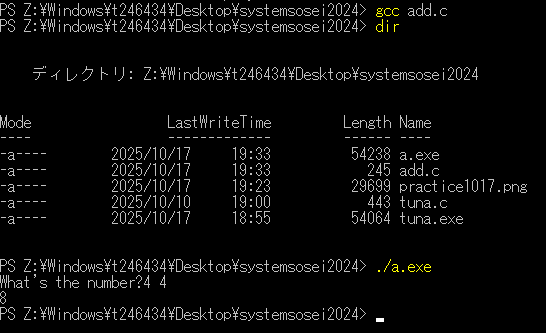 PS Z:¥Windows¥t246434¥Desktop¥systemsosei2024> gcc add.c
PS Z:¥Windows¥t246434¥Desktop¥systemsosei2024> dir
ディレクトリ: Z:¥Windows¥t246434¥Desktop¥systemsosei2024
Mode LastWriteTime Length Name
---- ------------- ------ ----
-a---- 2025/10/17 19:33 54238 a.exe
-a---- 2025/10/17 19:33 245 add.c
-a---- 2025/10/17 19:23 29699 practice1017.png
-a---- 2025/10/10 19:00 443 tuna.c
-a---- 2025/10/17 18:55 54064 tuna.exe
PS Z:¥Windows¥t246434¥Desktop¥systemsosei2024> ./a.exe
What's the number?4 4
8
PS Z:¥Windows¥t246434¥Desktop¥systemsosei2024>